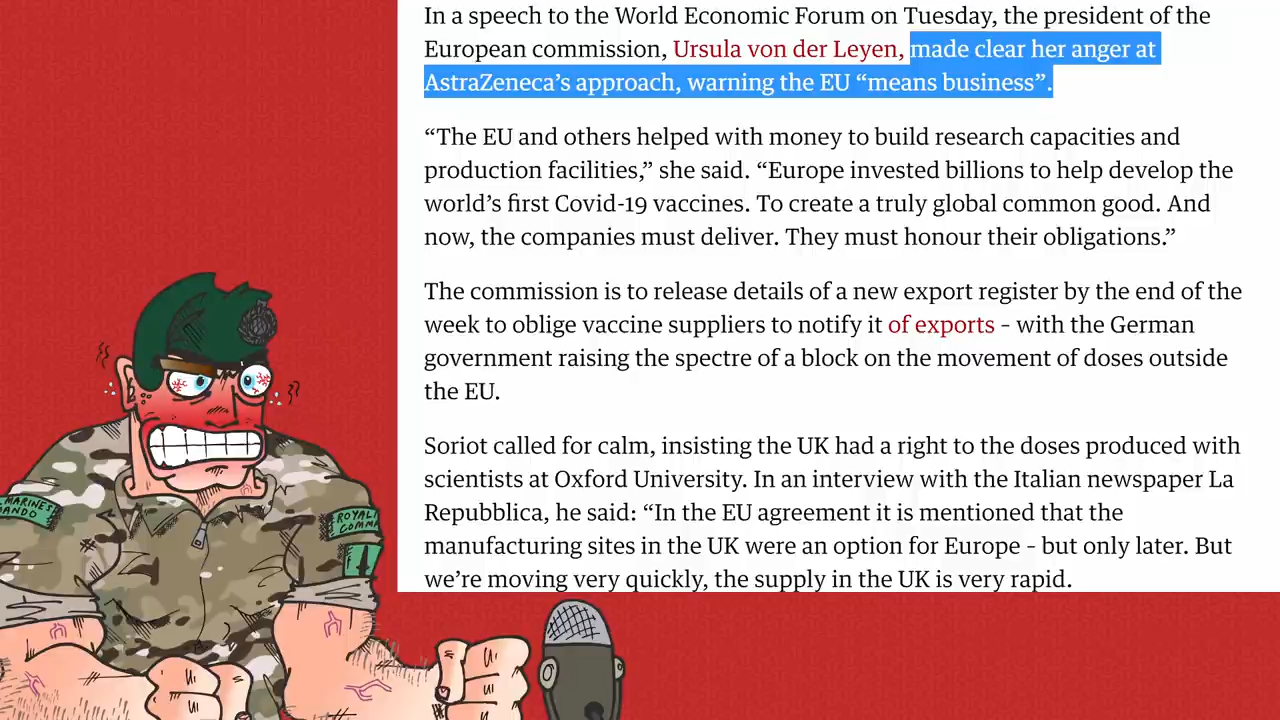 In a speech to the World Economic Forum on Tuesday, the president of the
European commission, Ursula von der Leyen, made clear her anger at
AstraZeneca’s approach, warning the EU “means business”.
“The EU and others helped with money to build research capacities and
production facilities,” she said. “Europe invested billions to help develop the
world’s first Covid-19 vaccines. To create a truly global common good. And
now, the companies must deliver. They must honour their obligations.”
The commission is to release details of a new export register by the end of the
week to oblige vaccine suppliers to notify it of exports – with the German
government raising the spectre of a block on the movement of doses outside
the EU.
Soriot called for calm, insisting the UK had a right to the doses produced with
scientists at Oxford University. In an interview with the Italian newspaper La
Repubblica, he said: “In the EU agreement it is mentioned that the
manufacturing sites in the UK were an option for Europe – but only later. But
we’re moving very quickly, the supply in the UK is very rapid.
MARINES
ANDO
ROYAL
COMMA